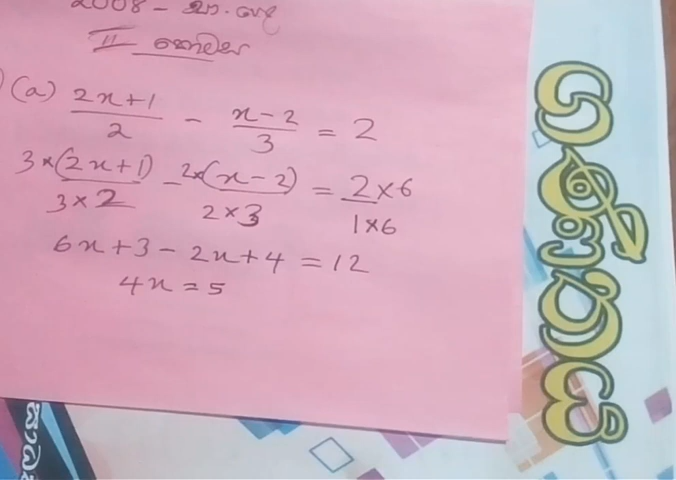 2008 - සා.පෙළ
II කොටස
(a) (2x+1)/2 - (x-2)/3 = 2
3×(2x+1)/3×2 - 2×(x-2)/2×3 = 2×6/1×6
6x+3-2x+4=12
4x=5
ගණිතය